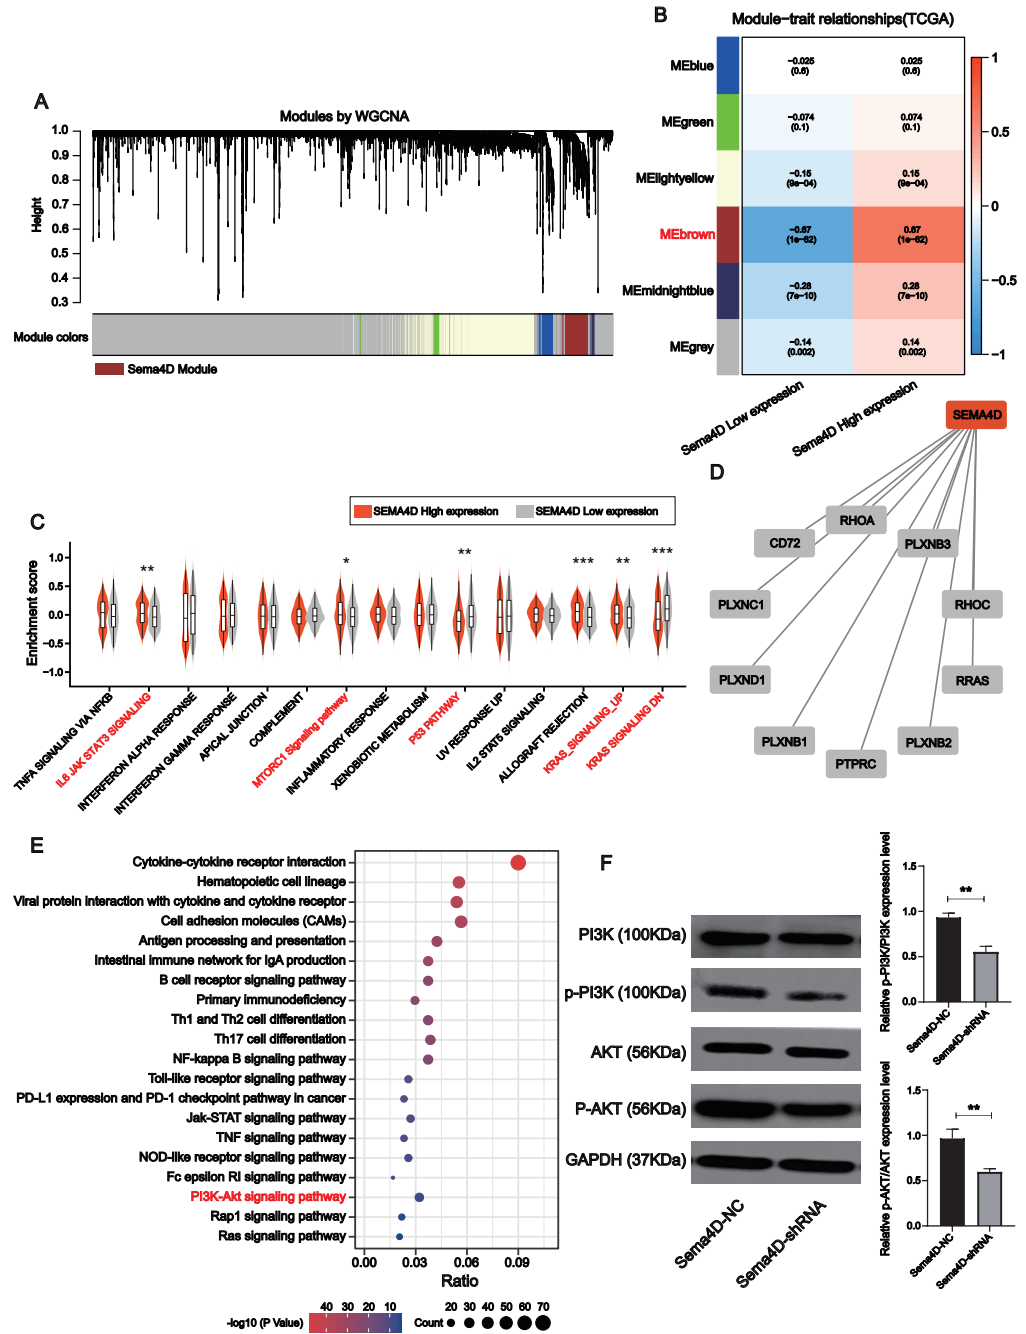 A
Modules by WGCNA
Height
1.0
0.9
0.8
0.7
0.6
0.5
0.4
0.3
Module colors
Sema4D Module
B
Module-trait relationships(TCGA)
MEblue
−0.025
(0.6)
0.025
(0.6)
MEgreen
−0.074
(0.1)
0.074
(0.1)
MElightyellow
−0.15
(9e−04)
0.15
(9e−04)
MEbrown
−0.67
(1e−62)
0.67
(1e−62)
MEmidnightblue
−0.28
(7e−10)
0.28
(7e−10)
MEgrey
−0.14
(0.002)
0.14
(0.002)
1
0.5
0
−0.5
−1
Sema4D Low expression
Sema4D High expression
C
SEMA4D High expression
SEMA4D Low expression
Enrichment score
1.0
0.5
0.0
−0.5
−1.0
**
*
**
***
**
***
TNFA SIGNALING VIA NFKB
IL6 JAK STAT3 SIGNALING
INTERFERON ALPHA RESPONSE
INTERFERON GAMMA RESPONSE
APICAL JUNCTION
COMPLEMENT
MTORC1 Signaling pathway
INFLAMMATORY RESPONSE
XENOBIOTIC METABOLISM
P53 PATHWAY
UV RESPONSE UP
IL2 STAT5 SIGNALING
ALLOGRAFT REJECTION
KRAS_SIGNALING_UP
KRAS SIGNALING DN
D
SEMA4D
RHOA
CD72
PLXNB3
PLXNC1
RHOC
PLXND1
RRAS
PLXNB1
PLXNB2
PTPRC
E
Cytokine-cytokine receptor interaction
Hematopoietic cell lineage
Viral protein interaction with cytokine and cytokine receptor
Cell adhesion molecules (CAMs)
Antigen processing and presentation
Intestinal immune network for IgA production
B cell receptor signaling pathway
Primary immunodeficiency
Th1 and Th2 cell differentiation
Th17 cell differentiation
NF-kappa B signaling pathway
Toll-like receptor signaling pathway
PD-L1 expression and PD-1 checkpoint pathway in cancer
Jak-STAT signaling pathway
TNF signaling pathway
NOD-like receptor signaling pathway
Fc epsilon RI signaling pathway
PI3K-Akt signaling pathway
Rap1 signaling pathway
Ras signaling pathway
0.00
0.03
0.06
0.09
Ratio
-log10 (P Value)
40 30 20 10
Count
20 30 40 50 60 70
F
PI3K (100KDa)
p-PI3K (100KDa)
AKT (56KDa)
P-AKT (56KDa)
GAPDH (37KDa)
Sema4D-NC
Sema4D-shRNA
Relative p-PI3K/PI3K expression level
1.5
1.0
0.5
0.0
**
Sema4D-NC
Sema4D-shRNA
Relative p-AKT/AKT expression level
1.5
1.0
0.5
0.0
**
Sema4D-NC
Sema4D-shRNA